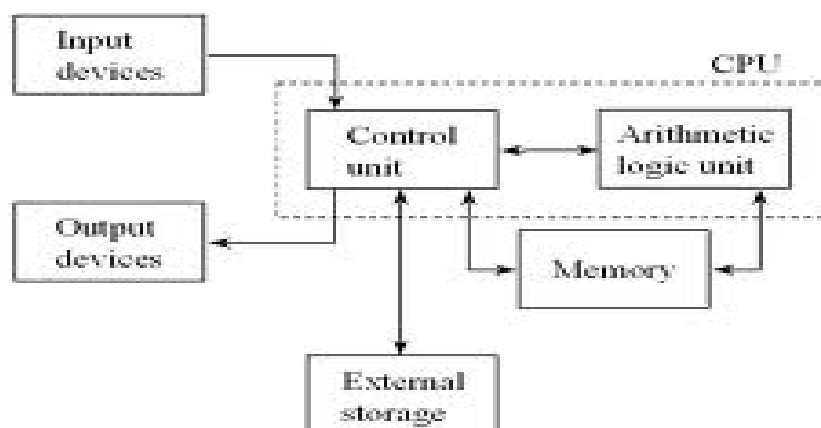 Input
devices
CPU
Control
unit
Arithmetic
logic unit
Output
devices
Memory
External
storage